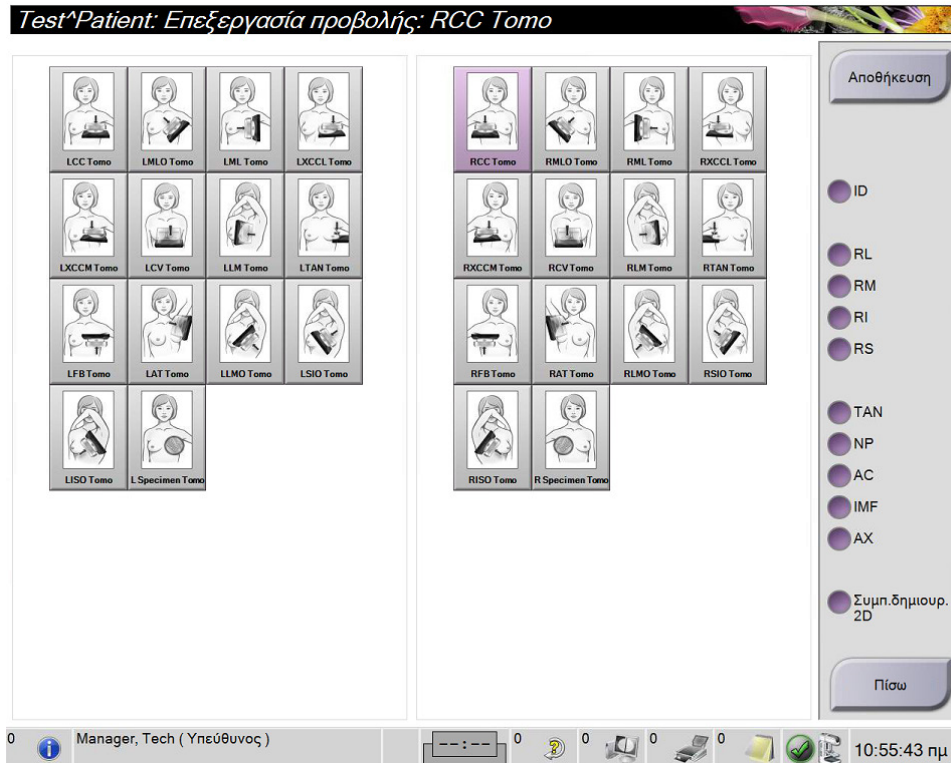 Test^Patient: Επεξεργασία προβολής: RCC Tomo
LCC Tomo
LMLO Tomo
LML Tomo
LXCCL Tomo
LXCCM Tomo
LCV Tomo
LLM Tomo
LTAN Tomo
LFB Tomo
LAT Tomo
LLMO Tomo
LSIO Tomo
LISO Tomo
L Specimen Tomo
RCC Tomo
RMLO Tomo
RML Tomo
RXCCL Tomo
RXCCM Tomo
RCV Tomo
RLM Tomo
RTAN Tomo
RFB Tomo
RAT Tomo
RLMO Tomo
RSIO Tomo
RISO Tomo
R Specimen Tomo
Αποθήκευση
ID
RL
RM
RI
RS
TAN
NP
AC
IMF
AX
Συμπ.δημιουρ.
2D
Πίσω
0
Manager, Tech ( Υπεύθυνος )
--:--
0
0
0
0
10:55:43 πμ